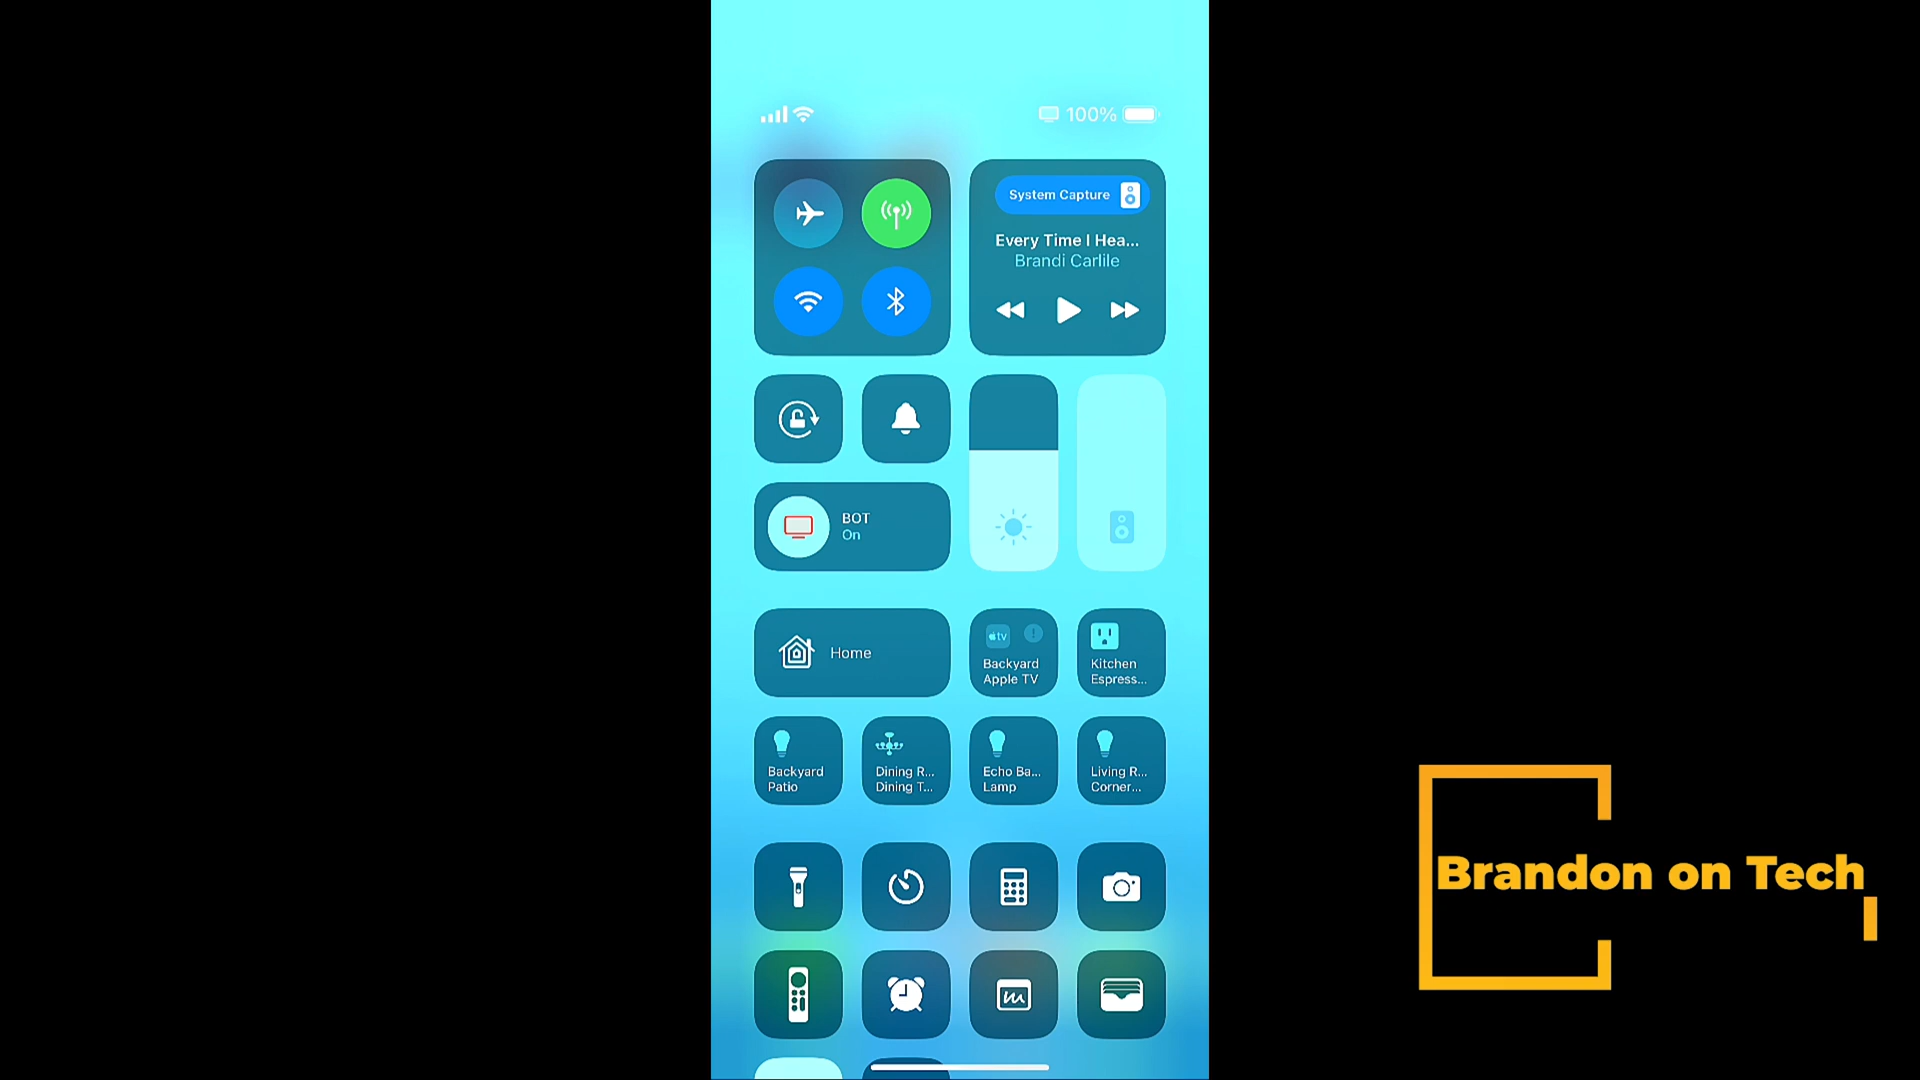 100%
System Capture
Every Time I Hea...
Brandi Carlile
BOT
On
Home
tv
Backyard
Apple TV
Kitchen
Espress...
Backyard
Patio
Dining R...
Dining T...
Echo Ba...
Lamp
Living R...
Corner...
Brandon on Tech